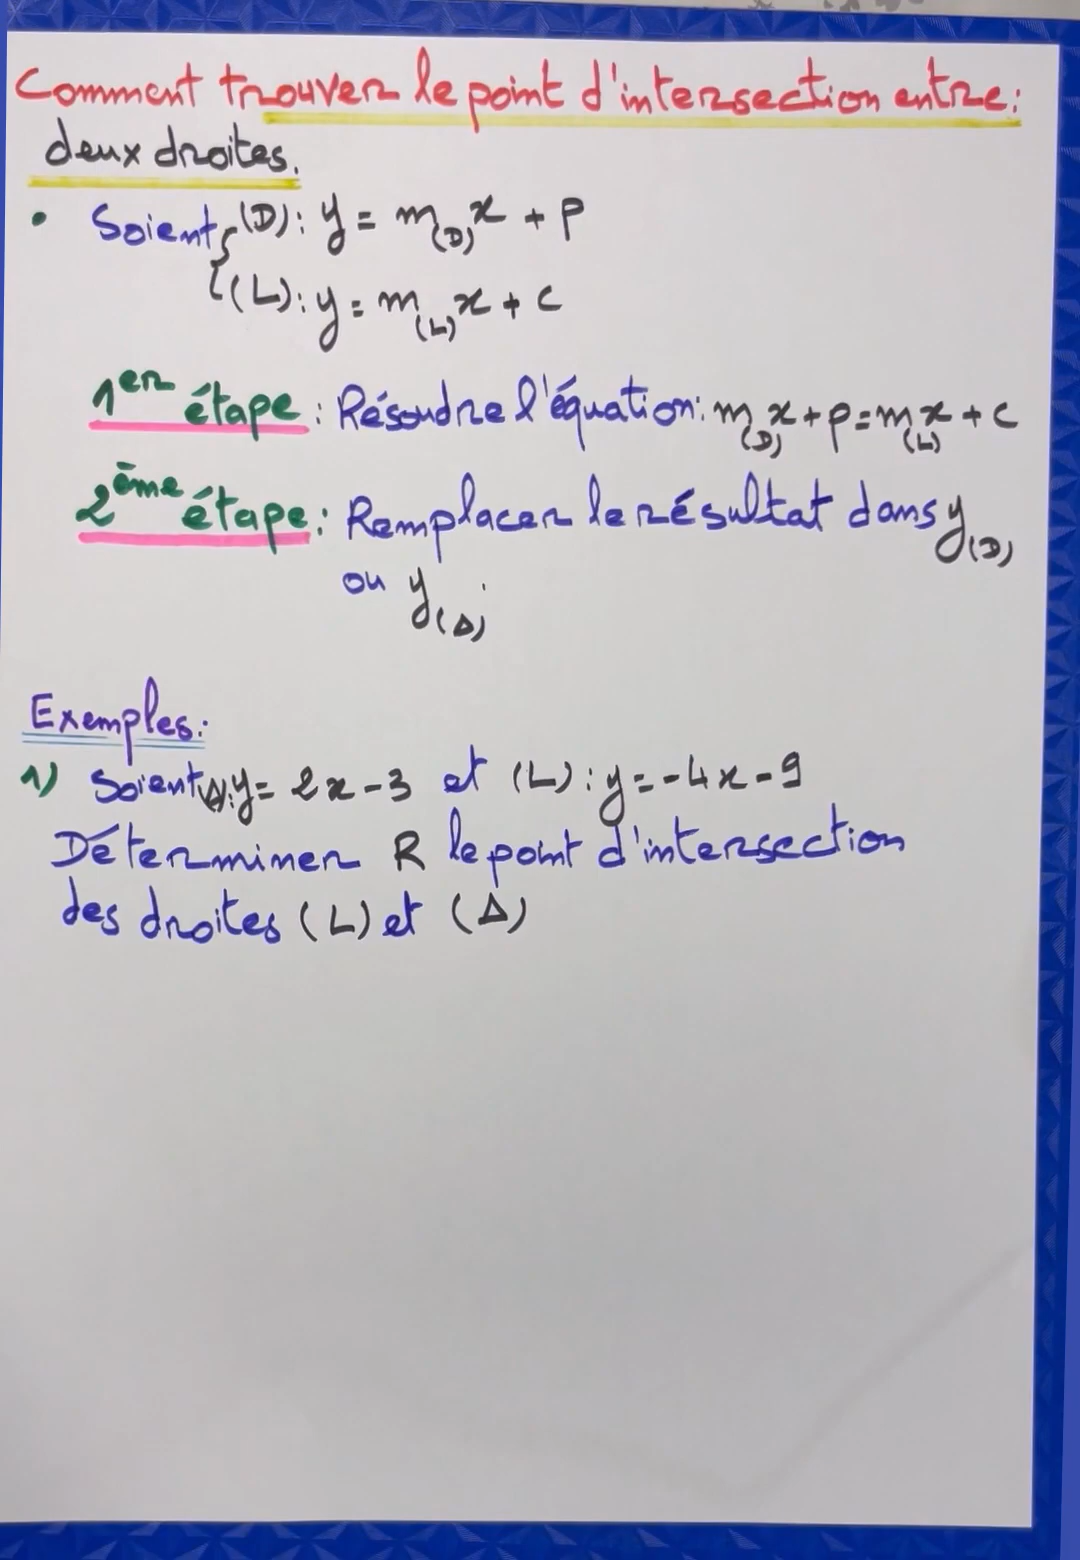 Comment trouver le point d'intersection entre:
deux droites.
• Soient { (D): y = m(D) x + p
(L): y = m(L) x + c
1er étape: Résoudre l'équation: m(D) x + p = m(L) x + c
2ème étape: Remplacer le résultat dans y(D)
ou y(Δ)
Exemples:
1) Soient (Δ): y = 2x - 3 et (L): y = -4x - 9
Déterminer R le point d'intersection
des droites (L) et (Δ)